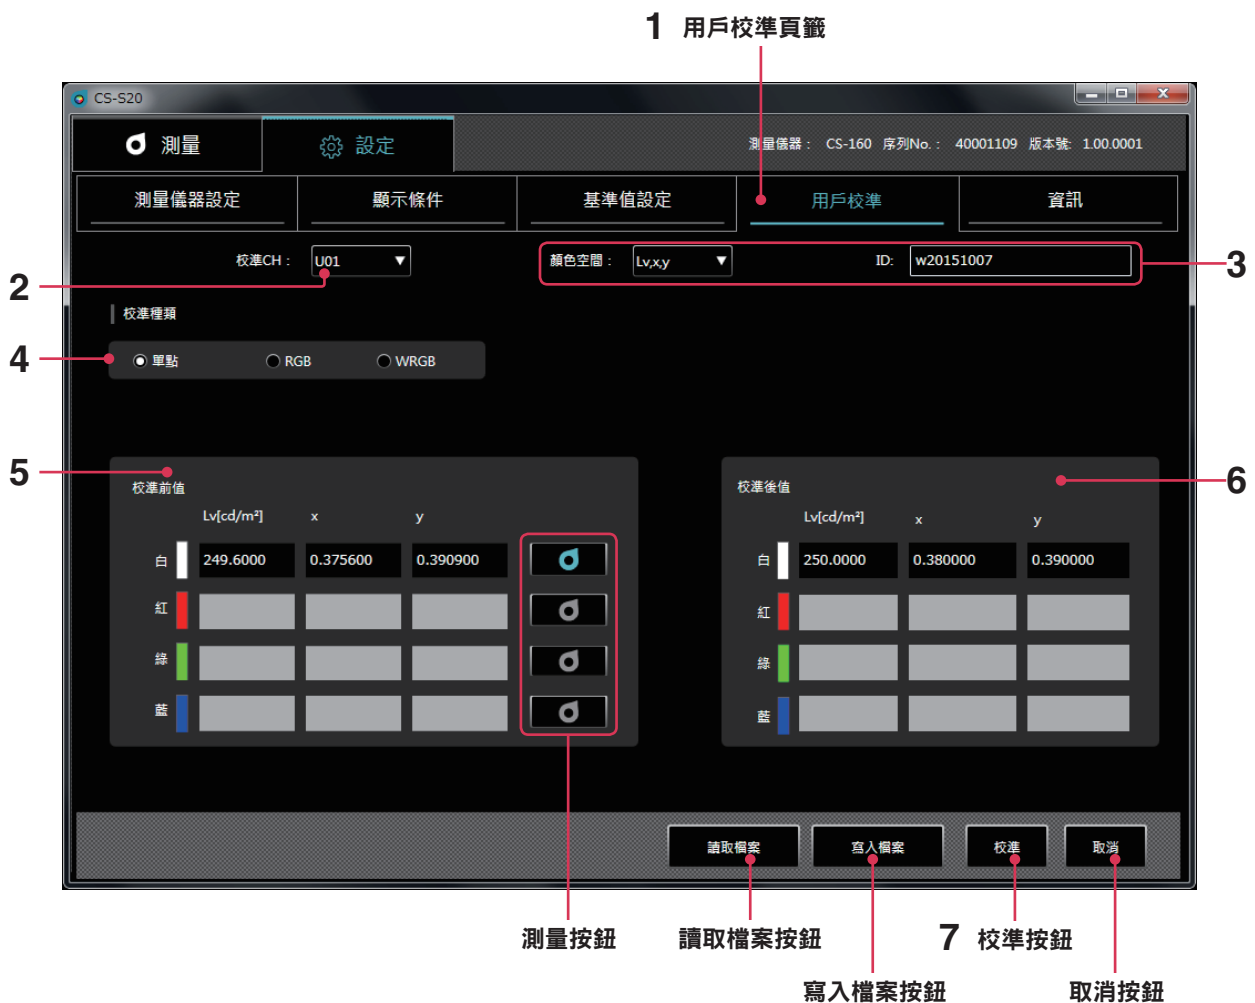 1 用戶校準頁籤
CS-S20
測量 設定 測量儀器： CS-160 序列No.： 40001109 版本號: 1.00.0001
測量儀器設定 顯示條件 基準值設定 用戶校準 資訊
校準CH： U01 顏色空間： Lv,x,y ID: w20151007
2 3
校準種類
4 單點 RGB WRGB
5 6
校準前值 校準後值
Lv[cd/m²] x y Lv[cd/m²] x y
白 249.6000 0.375600 0.390900 白 250.0000 0.380000 0.390000
紅 紅
綠 綠
藍 藍
讀取檔案 寫入檔案 校準 取消
測量按鈕 讀取檔案按鈕 7 校準按鈕
寫入檔案按鈕 取消按鈕